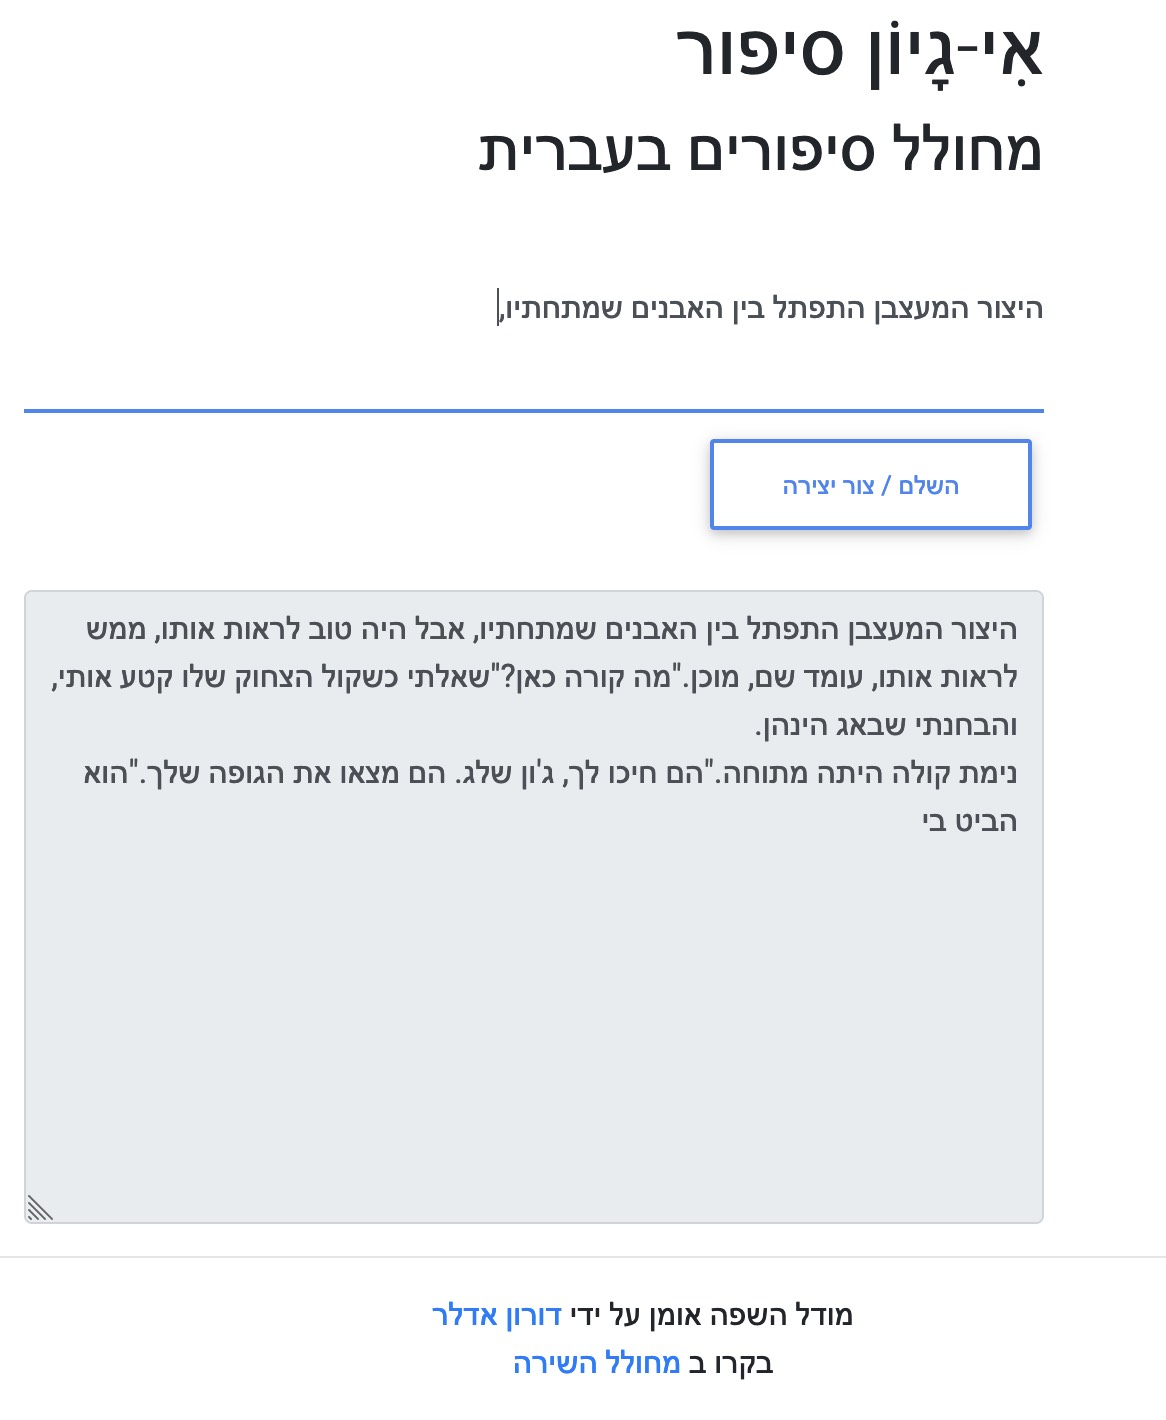 אִי-גָיוֹן סיפור
מחולל סיפורים בעברית
היצור המעצבן התפתל בין האבנים שמתחתיו,
השלם / צור יצירה
היצור המעצבן התפתל בין האבנים שמתחתיו, אבל היה טוב לראות אותו, ממש
לראות אותו, עומד שם, מוכן."מה קורה כאן?"שאלתי כשקול הצחוק שלו קטע אותי,
והבחנתי שבאג הינהן.
נימת קולה היתה מתוחה."הם חיכו לך, ג'ון שלג. הם מצאו את הגופה שלך."הוא
הביט בי
מודל השפה אומן על ידי דורון אדלר
בקרו ב מחולל השירה